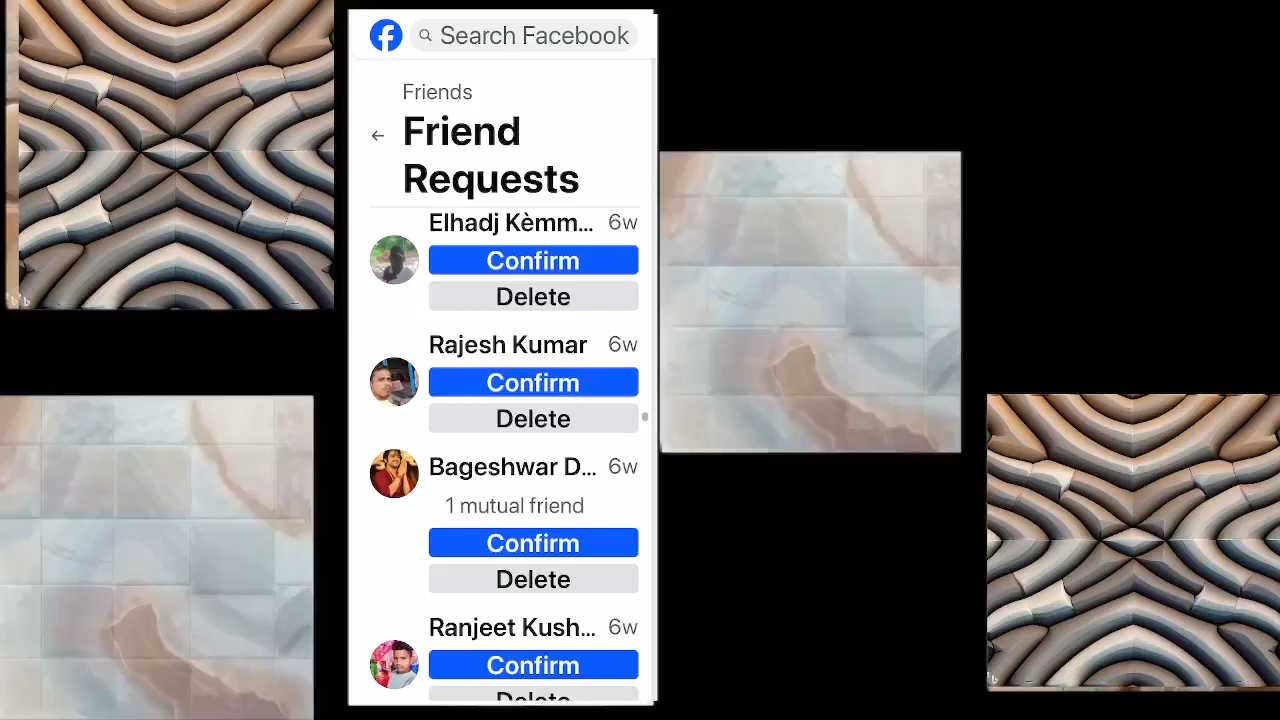 Search Facebook
Friends
Friend
Requests
Elhadj Kèmm... 6w
Confirm
Delete
Rajesh Kumar 6w
Confirm
Delete
Bageshwar D... 6w
1 mutual friend
Confirm
Delete
Ranjeet Kush... 6w
Confirm
Delete